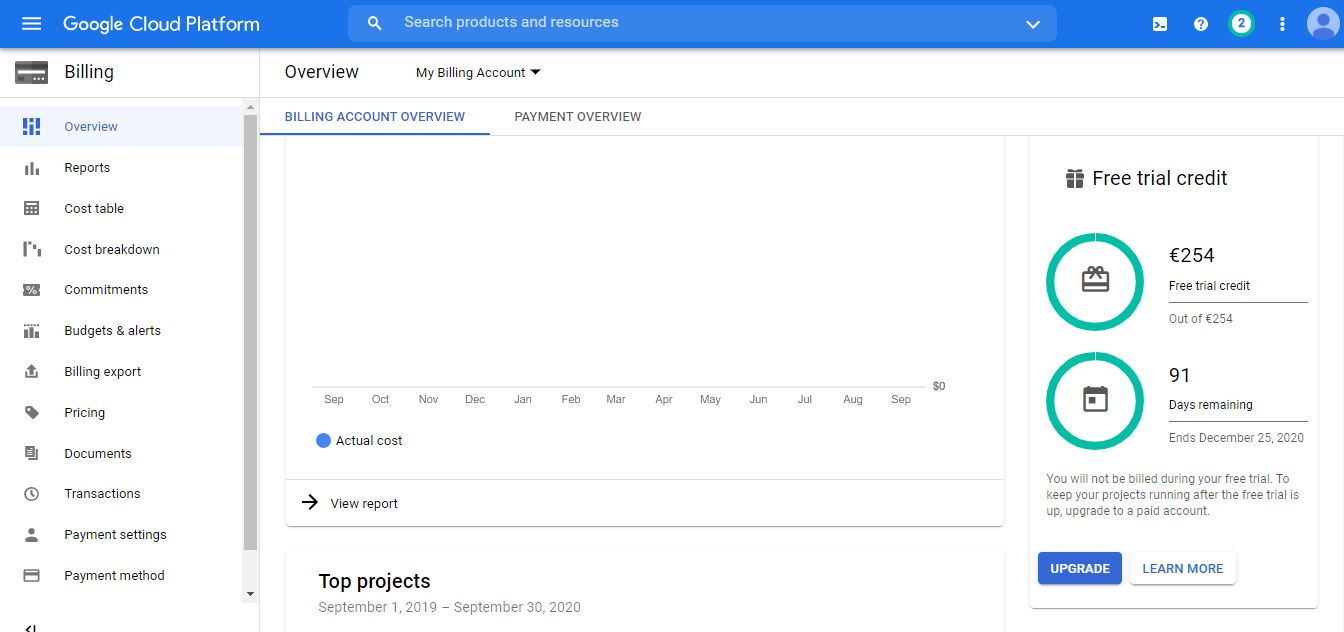 Google Cloud Platform
Search products and resources
2
Billing
Overview
My Billing Account
Overview
Reports
Cost table
Cost breakdown
Commitments
Budgets & alerts
Billing export
Pricing
Documents
Transactions
Payment settings
Payment method
BILLING ACCOUNT OVERVIEW
PAYMENT OVERVIEW
$0
Sep Oct Nov Dec Jan Feb Mar Apr May Jun Jul Aug Sep
Actual cost
View report
Top projects
September 1, 2019 – September 30, 2020
Free trial credit
€254
Free trial credit
Out of €254
91
Days remaining
Ends December 25, 2020
You will not be billed during your free trial. To
keep your projects running after the free trial is
up, upgrade to a paid account.
UPGRADE
LEARN MORE